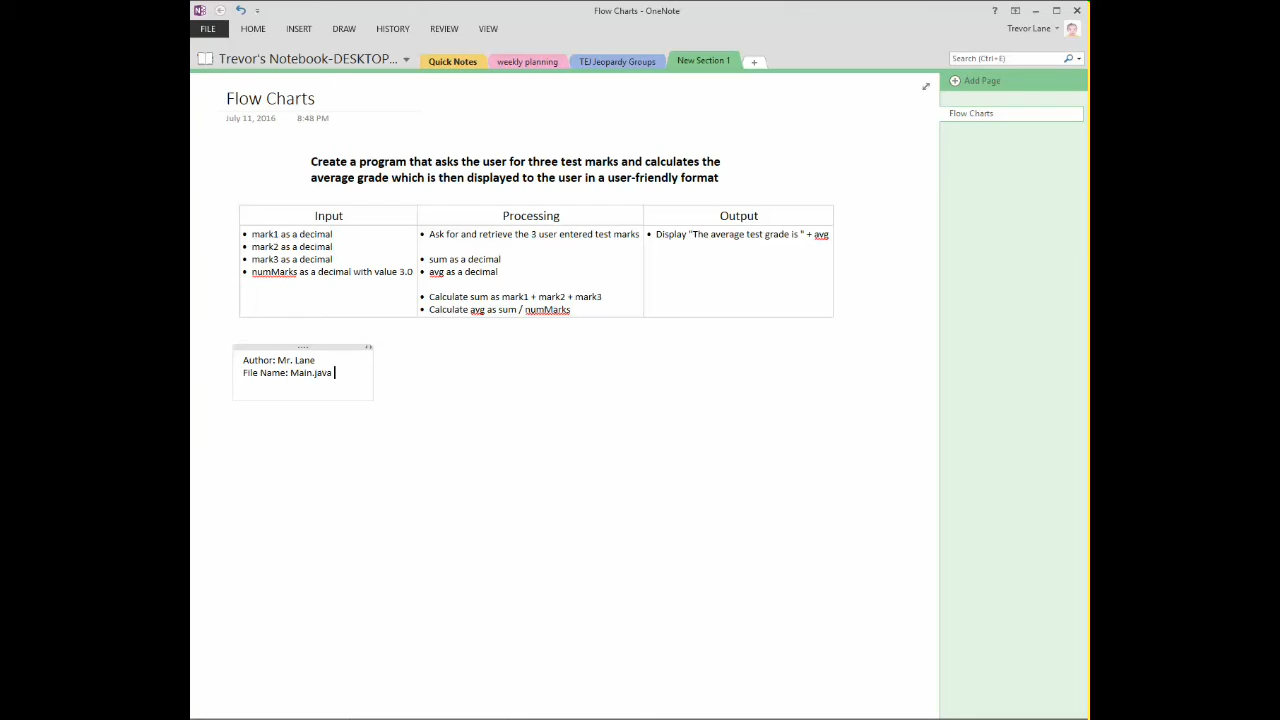 Flow Charts - OneNote
?
FILE HOME INSERT DRAW HISTORY REVIEW VIEW
Trevor Lane
Trevor's Notebook-DESKTOP...
Quick Notes
weekly planning
TEJ Jeopardy Groups
New Section 1
+
Search (Ctrl+E)
Add Page
Flow Charts
Flow Charts
July 11, 2016 8:48 PM
Create a program that asks the user for three test marks and calculates the
average grade which is then displayed to the user in a user-friendly format
Input
• mark1 as a decimal
• mark2 as a decimal
• mark3 as a decimal
• numMarks as a decimal with value 3.0
Processing
• Ask for and retrieve the 3 user entered test marks
• sum as a decimal
• avg as a decimal
• Calculate sum as mark1 + mark2 + mark3
• Calculate avg as sum / numMarks
Output
• Display "The average test grade is " + avg
Author: Mr. Lane
File Name: Main.java